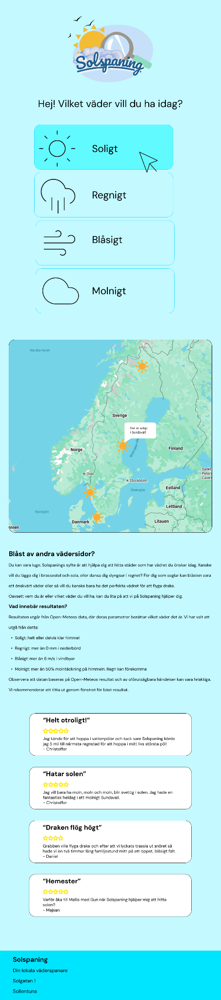 Solspaning
Hej! Vilket väder vill du ha idag?
Soligt
Regnigt
Blåsigt
Molnigt
Norska havet
Sverige
Det är soligt
i Sundsvall!
Norge
Finland
Oslo
Stockholm
Sankt
Peters
Санкт
Estland
Östersjön
Lettland
Nordsjön
Danmark
Litauen
nnien
Blåst av andra vädersidor?
Du kan vara lugn. Solspanings syfte är att hjälpa dig att hitta städer som har vädret du önskar idag. Kanske
vill du lägga dig i brassestol och sola, eller dansa dig dyngsur i regnet? För dig som seglar kan blåsten vara
ett önskvärt väder eller så vill du kanske bara ha det perfekta vädret för att flyga drake.
Oavsett vem du är eller vilket väder du vill ha, kan du lita på att vi på Solspaning hjälper dig.
Vad innebär resultaten?
Resultaten utgår från Open-Meteos data, där deras parametrar berättar vilket väder det är. Vi har valt att
utgå från detta:
• Soligt: helt eller delvis klar himmel
• Regnigt: mer än 0 mm i nederbörd
• Blåsigt: mer än 6 m/s i vindbyar
• Molnigt: mer än 50% molntäckning på himmeln. Regn kan förekomma
Observera att datan baseras på Open-Meteos resultat och av oförutsägbara händelser kan vara felaktiga.
Vi rekommenderar att titta ut genom fönstret för bäst resultat.
“Helt otroligt!”
Jag kände för att hoppa i vattenpölar och tack vare Solspaning körde
jag 5 mil till närmsta regnstad för att hoppa i mitt livs största pöl!
- Christoffer
“Hatar solen”
Jag vill bara ha moln, moln och moln, blir svettig i solen. Jag hade en
fantastisk heldag i ett molnigt Sundsvall.
- Christoffer
“Draken flög högt”
Grabben ville flyga drake och efter att vi lyckats trassla ut snöret så
hade vi en två timmar lång familjestund mitt på ett öppet, blåsigt fält.
- Daniel
“Hemester”
Varför åka till Mallis med Gun när Solspaning hjälper mig att hitta
solen?
- Majsan
Solspaning
Din lokala väderspanare
Solgatan 1
Sollentuna